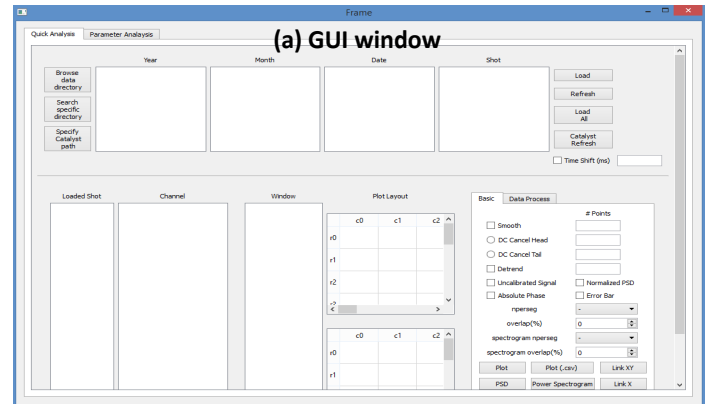 Frame
Quick Analysis Parameter Analaysis
(a) GUI window
Year Month Date Shot
Browse
data
directory
Search
specific
directory
Specify
Catalyst
path
Load
Refresh
Load
All
Catalyst
Refresh
Time Shift (ms)
Loaded Shot Channel Window Plot Layout
c0 c1 c2
r0
r1
r2
r3
c0 c1 c2
r0
r1
Basic Data Process
# Points
Smooth
DC Cancel Head
DC Cancel Tail
Detrend
Uncalibrated Signal Normalized PSD
Absolute Phase Error Bar
nperseg -
overlap(%) 0
spectrogram nperseg -
spectrogram overlap(%) 0
Plot Plot (.csv) Link XY
PSD Power Spectrogram Link X